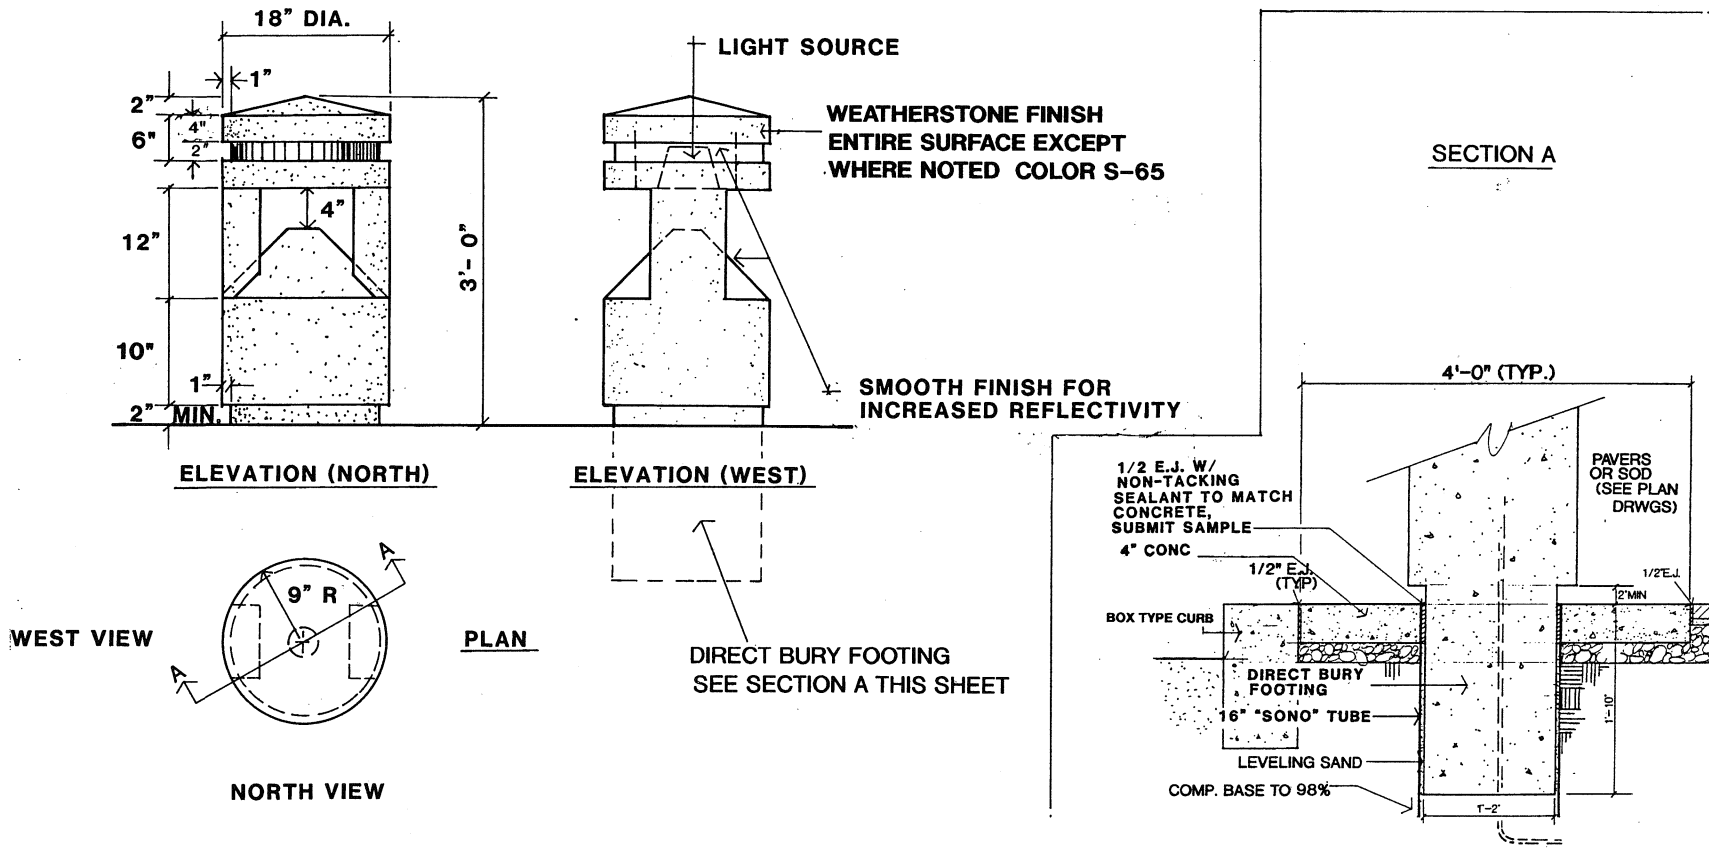 18" DIA.
1"
2"
6"
4"
2"
4"
12"
3'- 0"
10"
1"
2" MIN.
ELEVATION (NORTH)
LIGHT SOURCE
WEATHERSTONE FINISH
ENTIRE SURFACE EXCEPT
WHERE NOTED COLOR S-65
SMOOTH FINISH FOR
INCREASED REFLECTIVITY
ELEVATION (WEST)
DIRECT BURY FOOTING
SEE SECTION A THIS SHEET
A
9" R
A
WEST VIEW
PLAN
NORTH VIEW
SECTION A
4'-0" (TYP.)
1/2 E.J. W/
NON-TACKING
SEALANT TO MATCH
CONCRETE,
SUBMIT SAMPLE
4" CONC
1/2" E.J.
(TYP)
BOX TYPE CURB
PAVERS
OR SOD
(SEE PLAN
DRWGS)
1/2"E.J.
2"MIN
DIRECT BURY
FOOTING
16" "SONO" TUBE
1'-10"
LEVELING SAND
COMP. BASE TO 98%
1'-2"